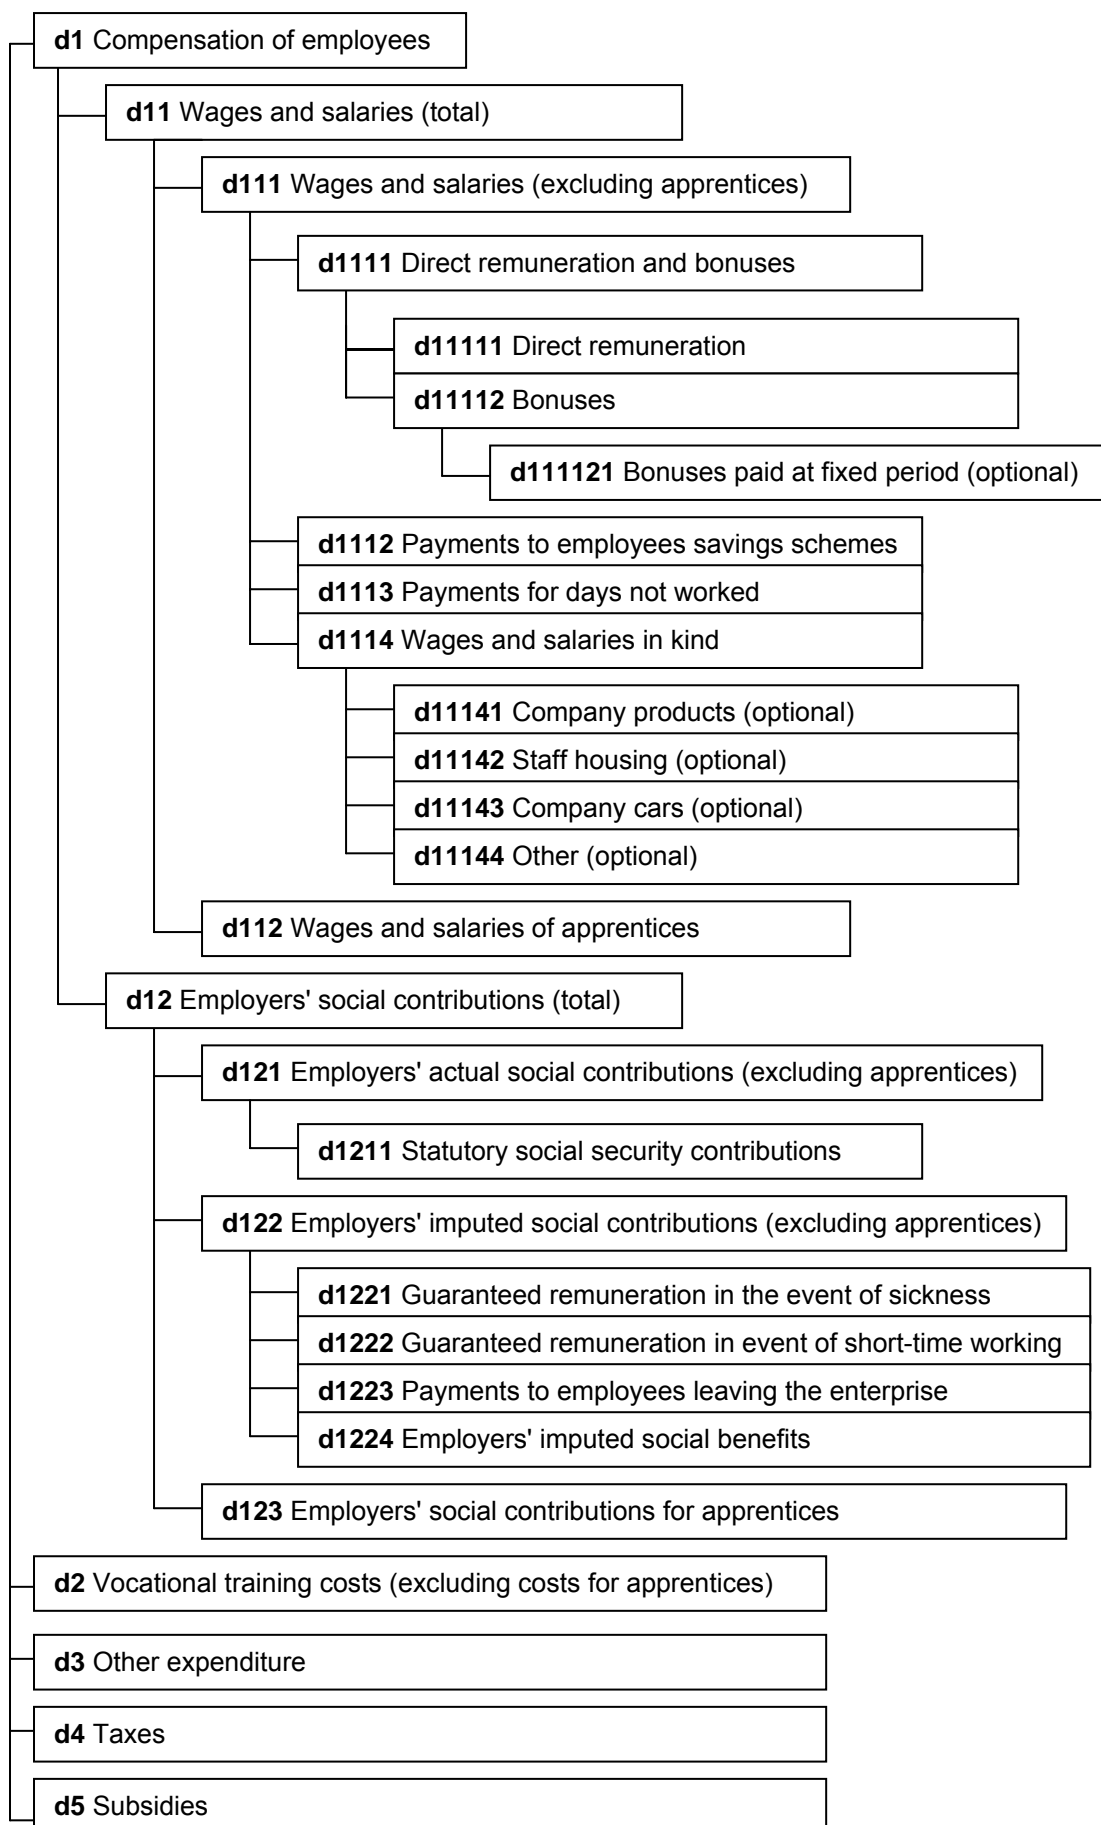 d1 Compensation of employees
d11 Wages and salaries (total)
d111 Wages and salaries (excluding apprentices)
d1111 Direct remuneration and bonuses
d11111 Direct remuneration
d11112 Bonuses
d111121 Bonuses paid at fixed period (optional)
d1112 Payments to employees savings schemes
d1113 Payments for days not worked
d1114 Wages and salaries in kind
d11141 Company products (optional)
d11142 Staff housing (optional)
d11143 Company cars (optional)
d11144 Other (optional)
d112 Wages and salaries of apprentices
d12 Employers' social contributions (total)
d121 Employers' actual social contributions (excluding apprentices)
d1211 Statutory social security contributions
d122 Employers' imputed social contributions (excluding apprentices)
d1221 Guaranteed remuneration in the event of sickness
d1222 Guaranteed remuneration in event of short-time working
d1223 Payments to employees leaving the enterprise
d1224 Employers' imputed social benefits
d123 Employers' social contributions for apprentices
d2 Vocational training costs (excluding costs for apprentices)
d3 Other expenditure
d4 Taxes
d5 Subsidies